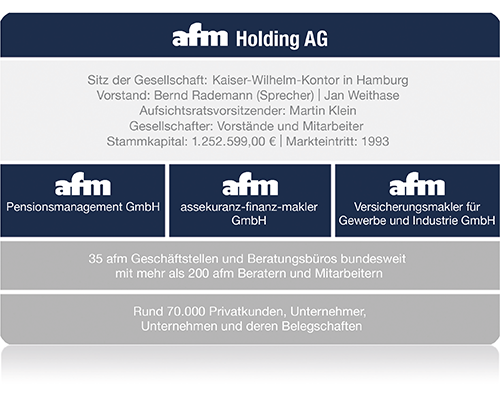 afm Holding AG
Sitz der Gesellschaft: Kaiser-Wilhelm-Kontor in Hamburg
Vorstand: Bernd Rademann (Sprecher) | Jan Weithase
Aufsichtsratsvorsitzender: Martin Klein
Gesellschafter: Vorstände und Mitarbeiter
Stammkapital: 1.252.599,00 € | Markteintritt: 1993
afm
Pensionsmanagement GmbH
afm
assekuranz-finanz-makler
GmbH
afm
Versicherungsmakler für
Gewerbe und Industrie GmbH
35 afm Geschäftstellen und Beratungsbüros bundesweit
mit mehr als 200 afm Beratern und Mitarbeitern
Rund 70.000 Privatkunden, Unternehmer,
Unternehmen und deren Belegschaften